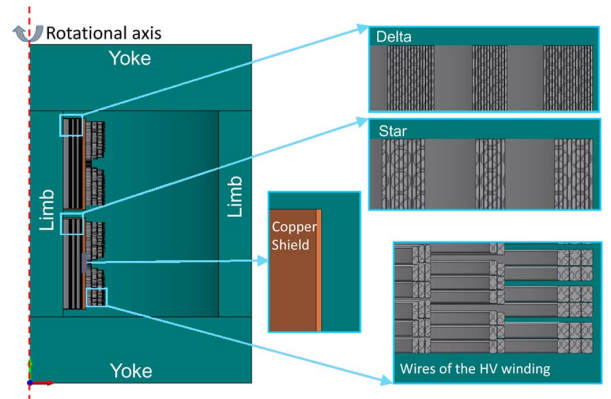 Rotational axis
Yoke
Limb
Limb
Yoke
Delta
Star
Copper
Shield
Wires of the HV winding